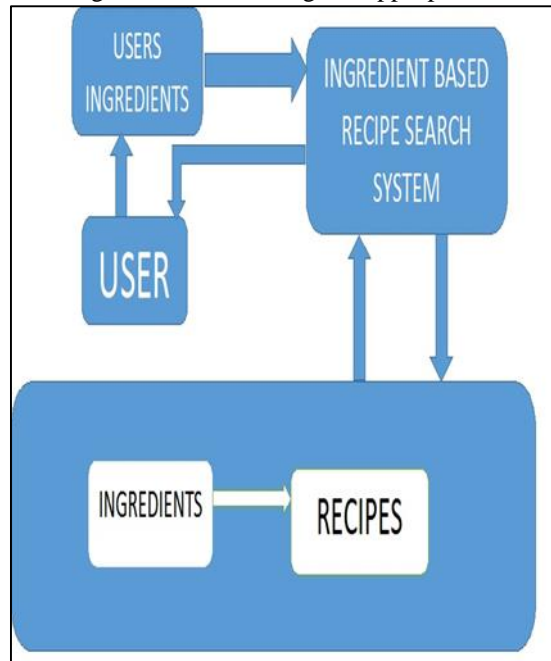 USERS
INGREDIENTS
INGREDIENT BASED
RECIPE SEARCH
SYSTEM
USER
INGREDIENTS
RECIPES